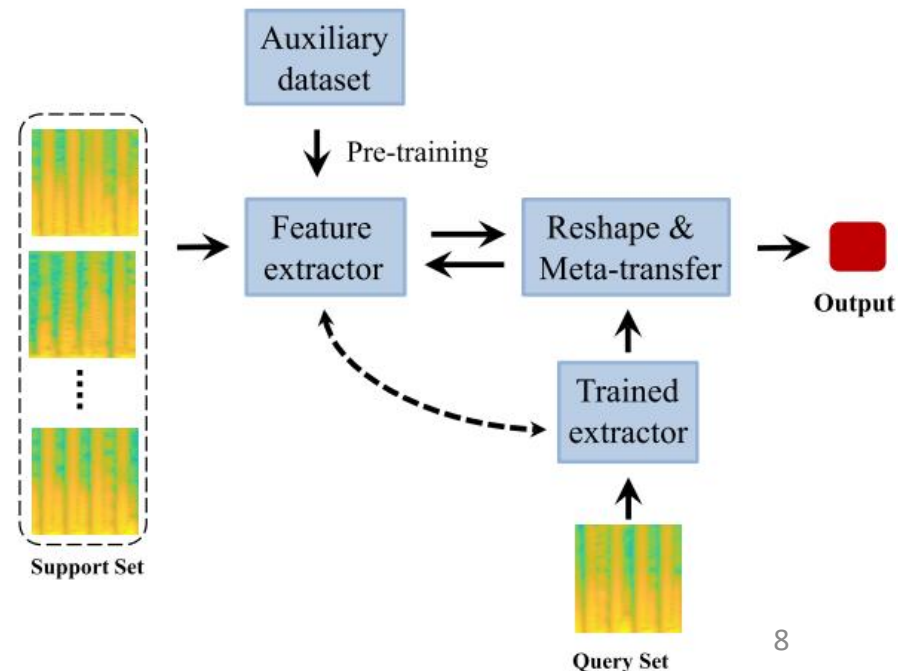 Auxiliary
dataset
Pre-training
Feature
extractor
Reshape &
Meta-transfer
Output
Trained
extractor
Support Set
Query Set
8